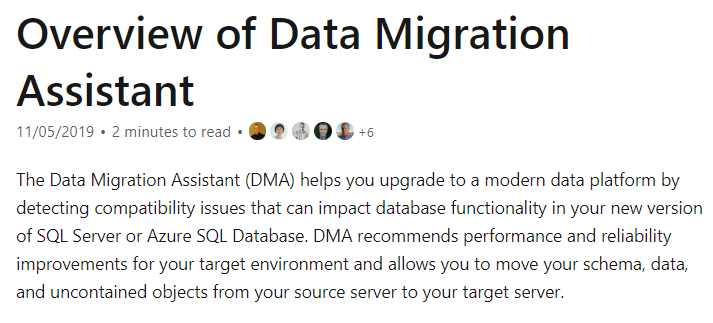 Overview of Data Migration
Assistant
11/05/2019 • 2 minutes to read • +6
The Data Migration Assistant (DMA) helps you upgrade to a modern data platform by
detecting compatibility issues that can impact database functionality in your new version
of SQL Server or Azure SQL Database. DMA recommends performance and reliability
improvements for your target environment and allows you to move your schema, data,
and uncontained objects from your source server to your target server.